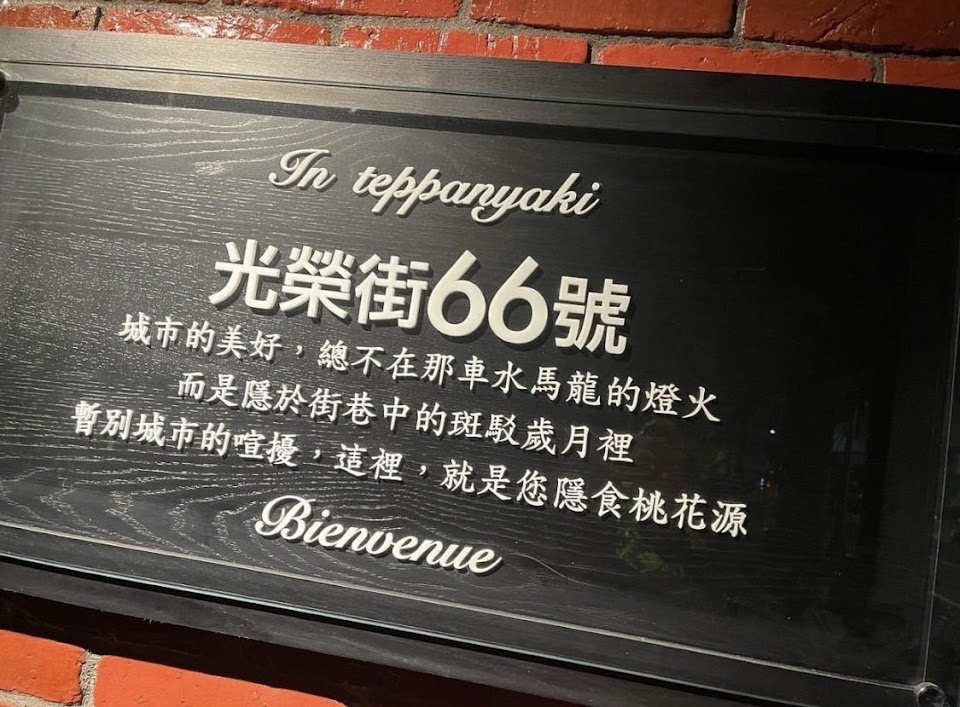 In teppanyaki
光榮街66號
城市的美好，總不在那車水馬龍的燈火
而是隱於街巷中的斑駁歲月裡
暫別城市的喧擾，這裡，就是您隱食桃花源
Bienvenue